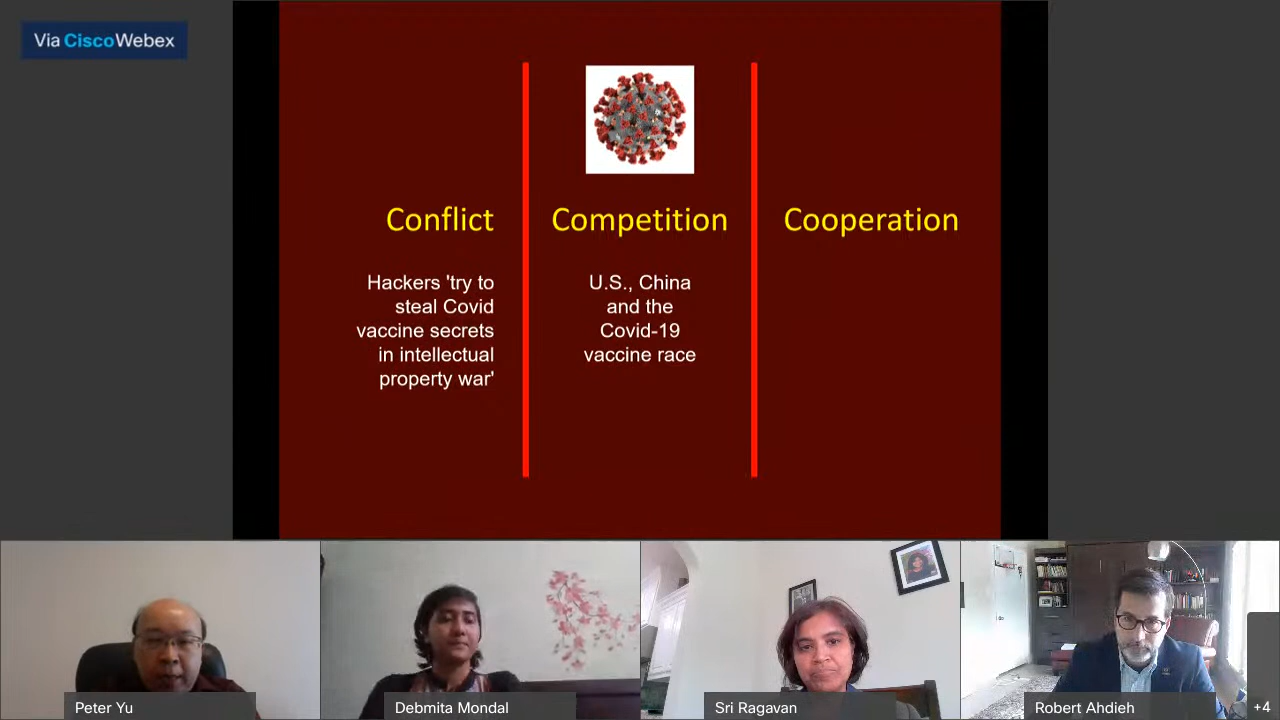 Via CiscoWebex
Conflict
Hackers 'try to
steal Covid
vaccine secrets
in intellectual
property war'
Competition
U.S., China
and the
Covid-19
vaccine race
Cooperation
Peter Yu
Debmita Mondal
Sri Ragavan
Robert Ahdieh
+4